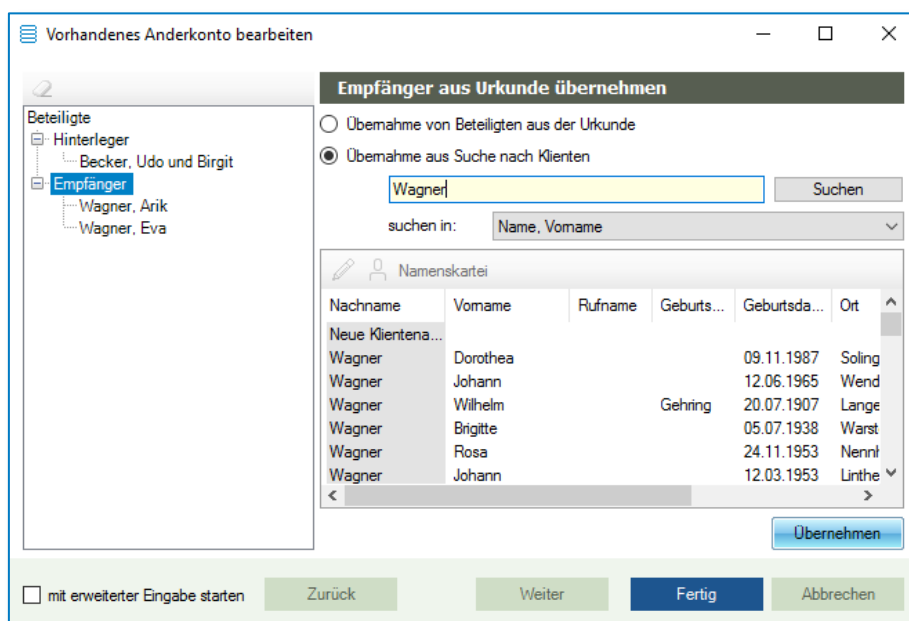 Vorhandenes Anderkonto bearbeiten
Beteiligte
Hinterleger
Becker, Udo und Birgit
Empfänger
Wagner, Arik
Wagner, Eva
Empfänger aus Urkunde übernehmen
Übernahme von Beteiligten aus der Urkunde
Übernahme aus Suche nach Klienten
Wagner Suchen
suchen in: Name, Vorname
Namenskartei
Nachname Vorname Rufname Geburts... Geburtsda... Ort
Neue Klientena...
Wagner Dorothea 09.11.1987 Soling
Wagner Johann 12.06.1965 Wend
Wagner Wilhelm Gehring 20.07.1907 Lange
Wagner Brigitte 05.07.1938 Warst
Wagner Rosa 24.11.1953 Nennh
Wagner Johann 12.03.1953 Linthe
Übernehmen
mit erweiterter Eingabe starten Zurück Weiter Fertig Abbrechen